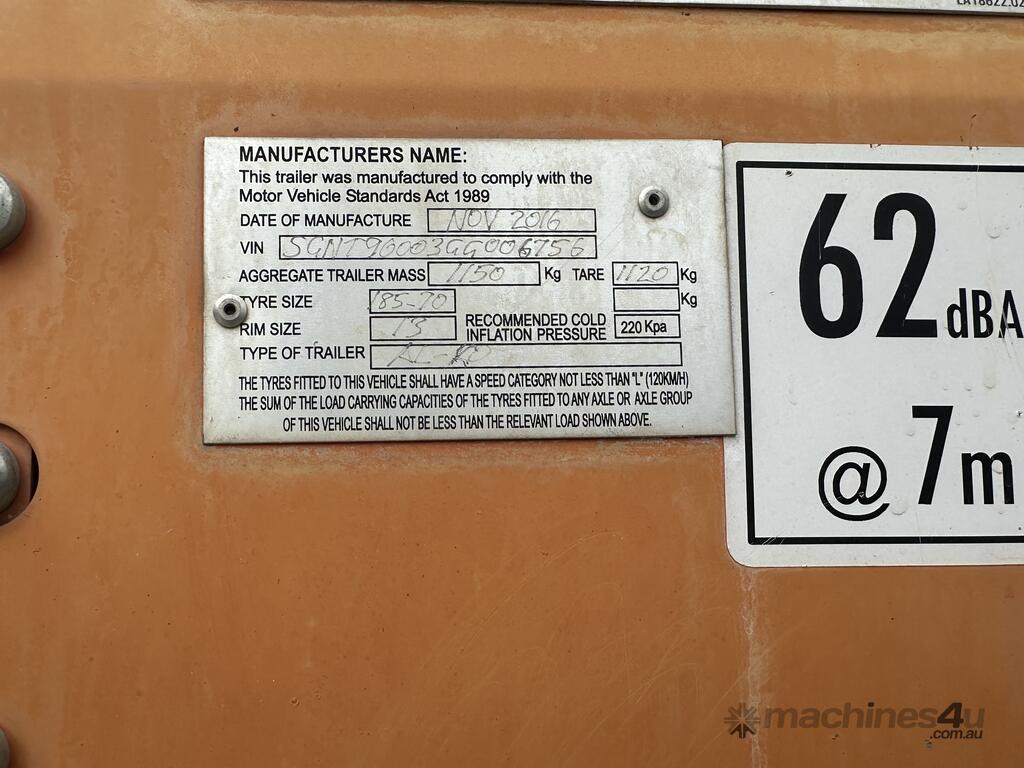 LA18622.02
MANUFACTURERS NAME:
This trailer was manufactured to comply with the
Motor Vehicle Standards Act 1989
DATE OF MANUFACTURE NOV 2016
VIN SGNT96003GG006756
AGGREGATE TRAILER MASS 1150 Kg TARE 1120 Kg
TYRE SIZE 185-70 Kg
RIM SIZE 13 RECOMMENDED COLD INFLATION PRESSURE 220 Kpa
TYPE OF TRAILER AL-KO
THE TYRES FITTED TO THIS VEHICLE SHALL HAVE A SPEED CATEGORY NOT LESS THAN "L" (120KM/H)
THE SUM OF THE LOAD CARRYING CAPACITIES OF THE TYRES FITTED TO ANY AXLE OR AXLE GROUP
OF THIS VEHICLE SHALL NOT BE LESS THAN THE RELEVANT LOAD SHOWN ABOVE.
62 dBA
@ 7m
machines4u
.com.au